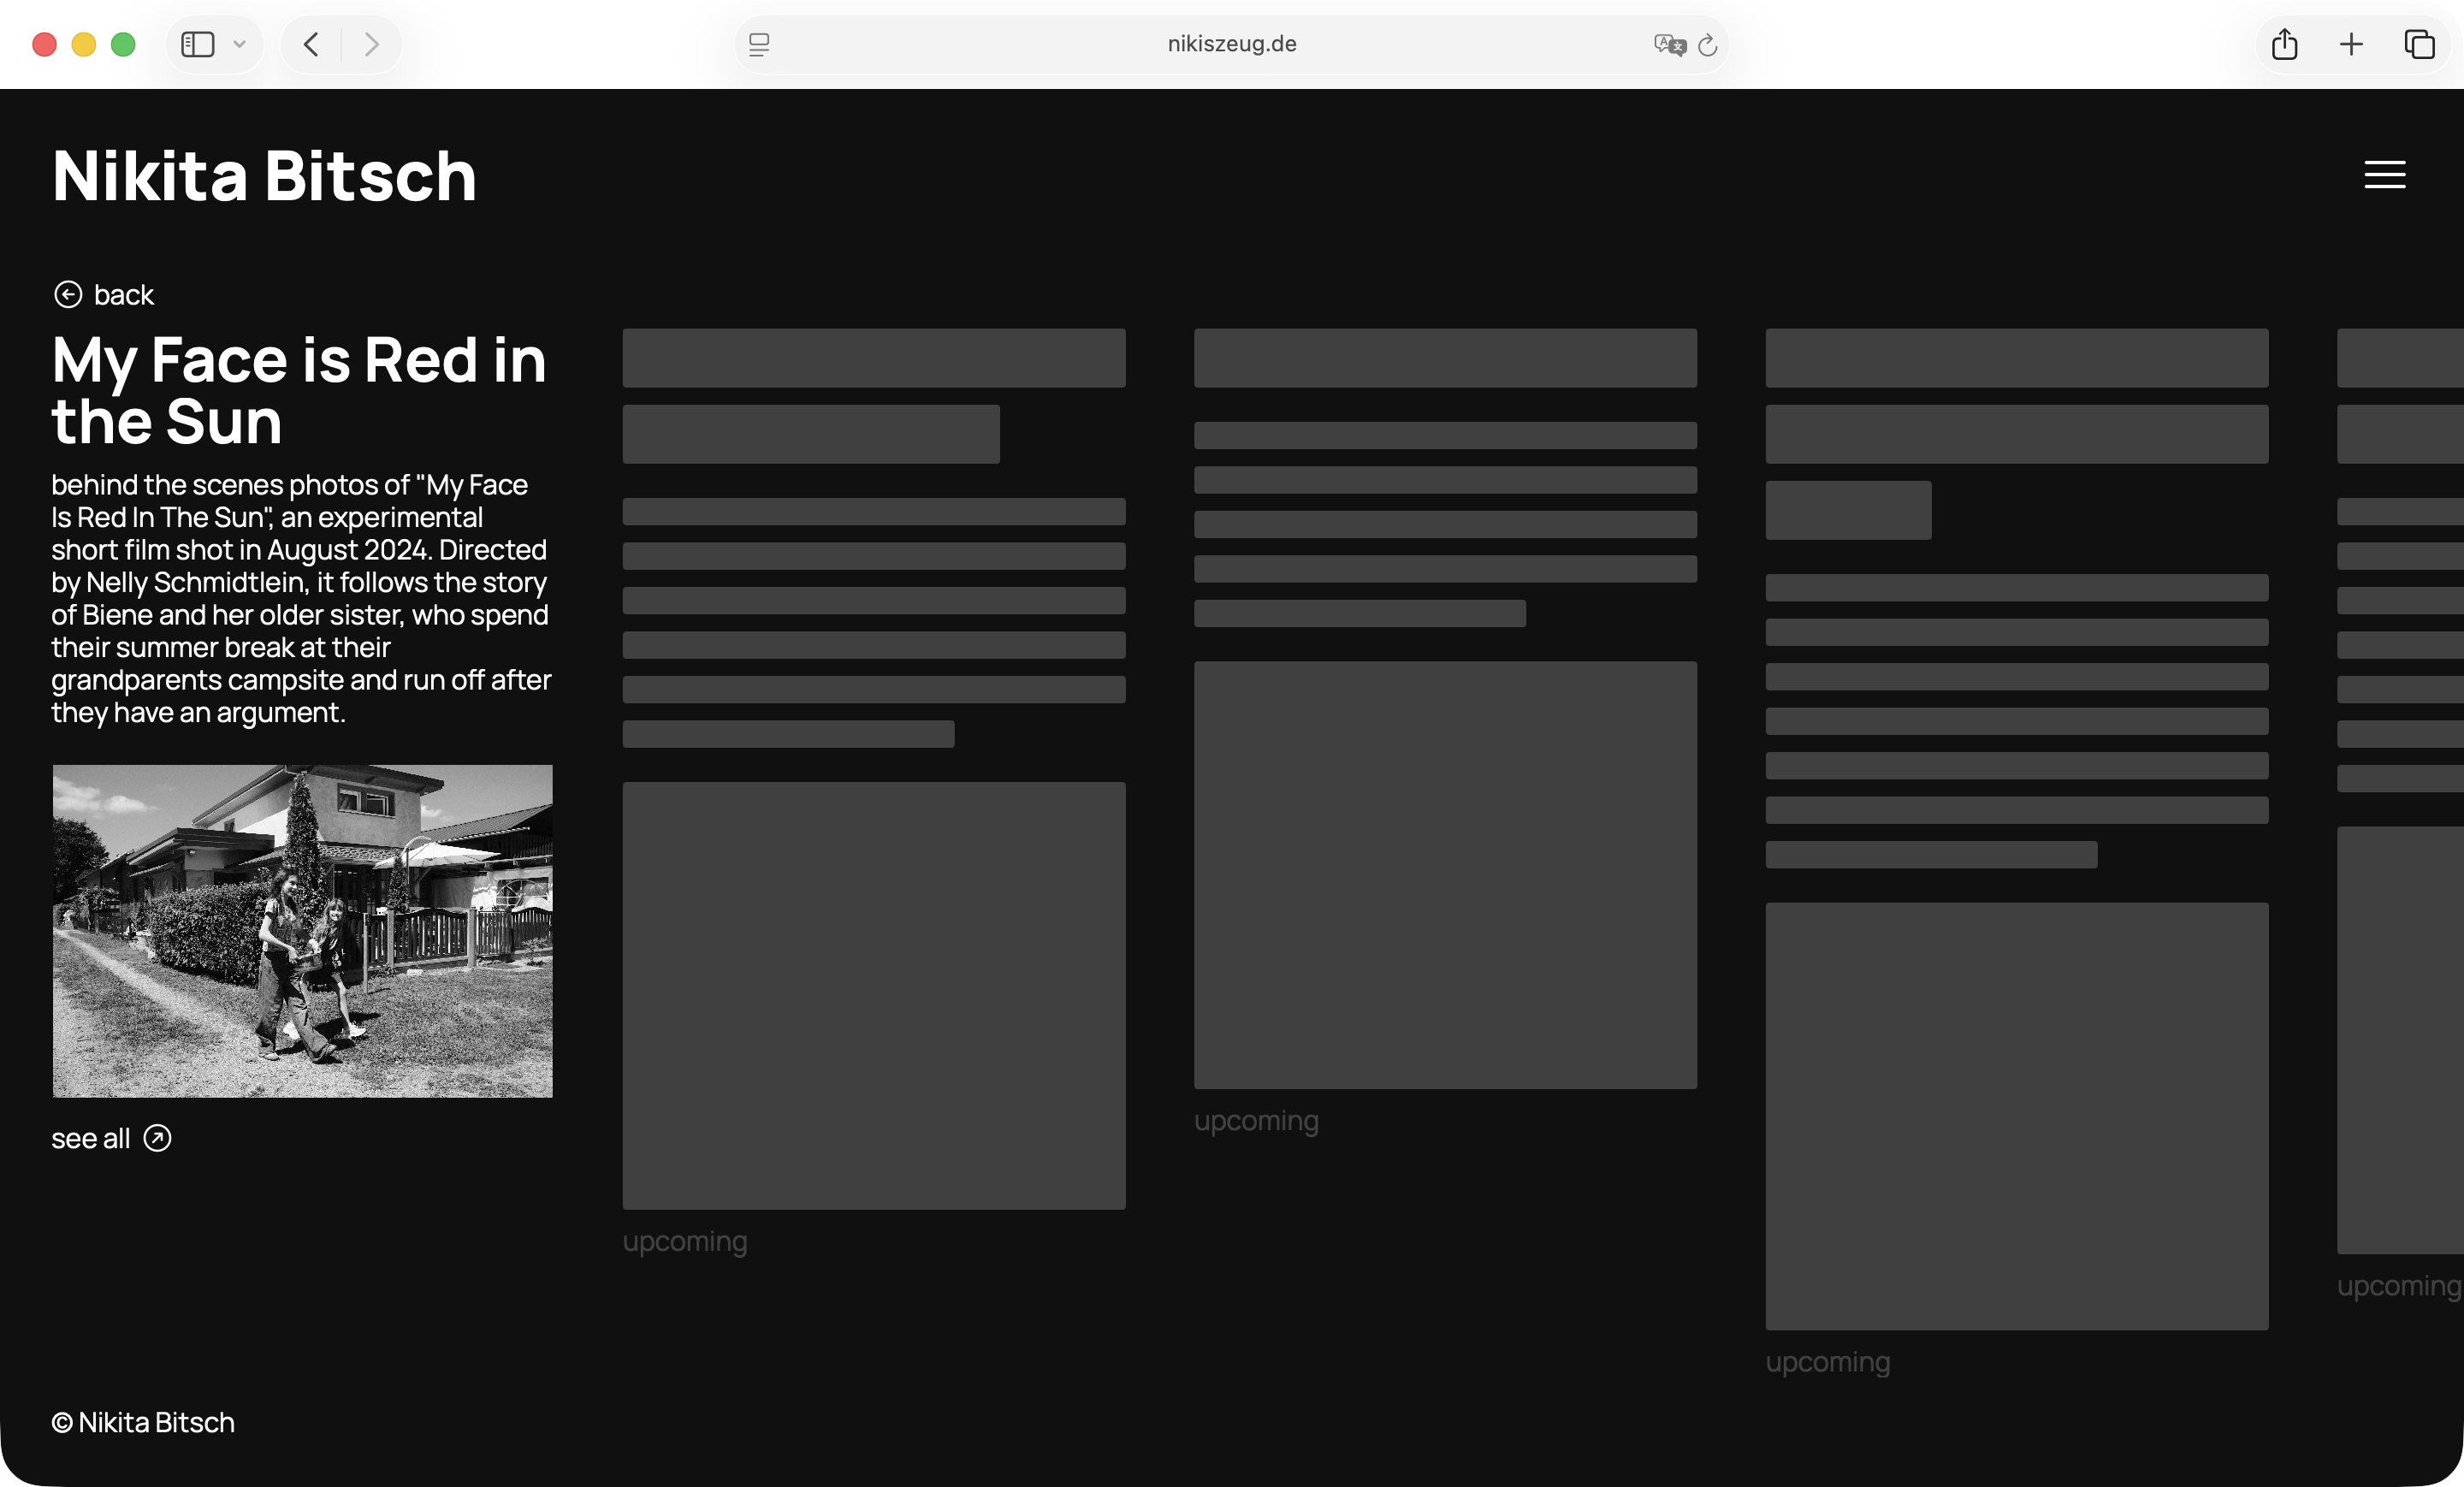 nikiszeug.de
Nikita Bitsch
back
My Face is Red in
the Sun
behind the scenes photos of "My Face
Is Red In The Sun", an experimental
short film shot in August 2024. Directed
by Nelly Schmidtlein, it follows the story
of Biene and her older sister, who spend
their summer break at their
grandparents campsite and run off after
they have an argument.
see all
upcoming
upcoming
upcoming
upcoming
© Nikita Bitsch